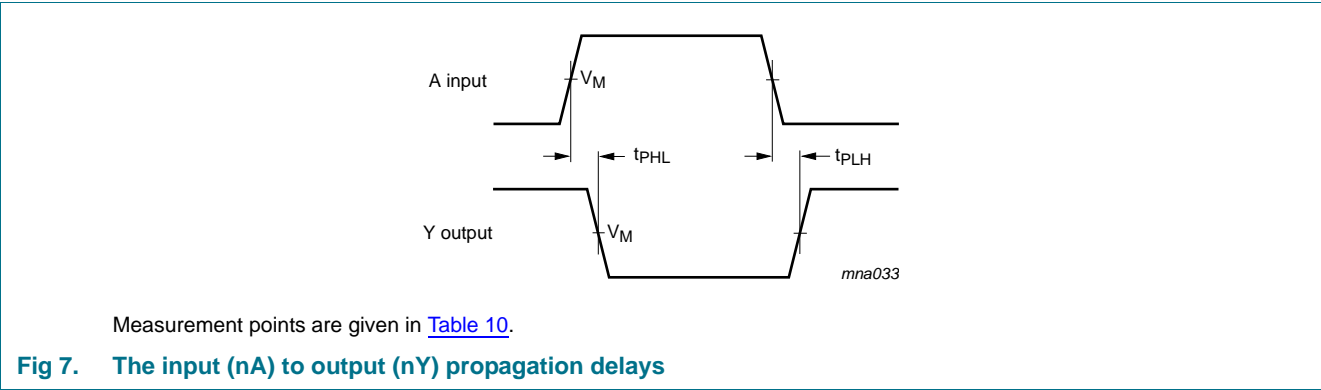 A input
VM
tPHL
tPLH
Y output
VM
mna033
Measurement points are given in Table 10.
Fig 7. The input (nA) to output (nY) propagation delays